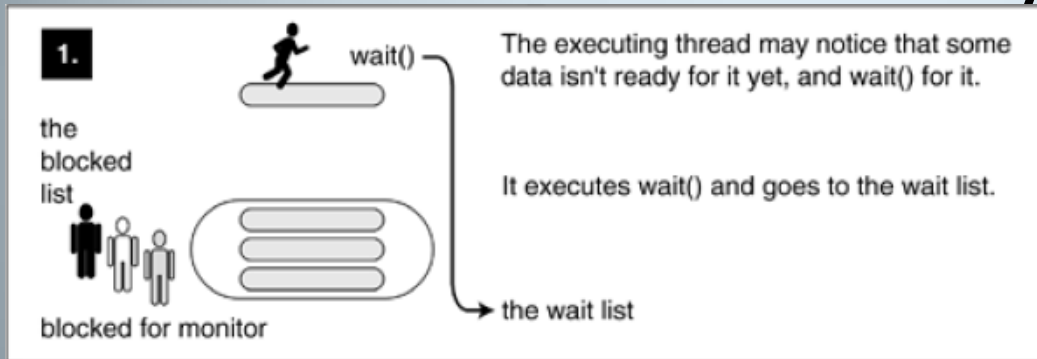 1.
wait()
The executing thread may notice that some
data isn't ready for it yet, and wait() for it.
the
blocked
list
It executes wait() and goes to the wait list.
the wait list
blocked for monitor